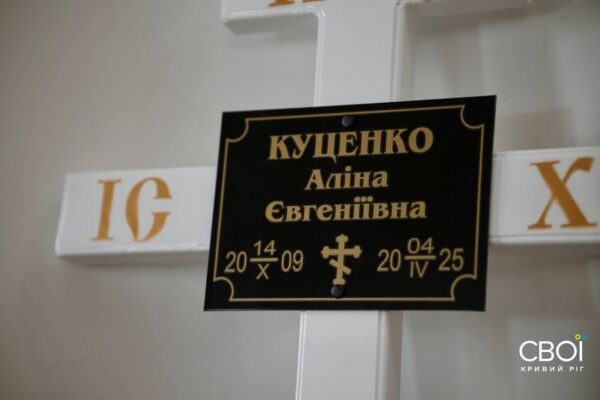 ІС
Х
КУЦЕНКО
Аліна
Євгеніївна
20 14/X 09
20 04/IV 25
СВОЇ
КРИВИЙ РІГ